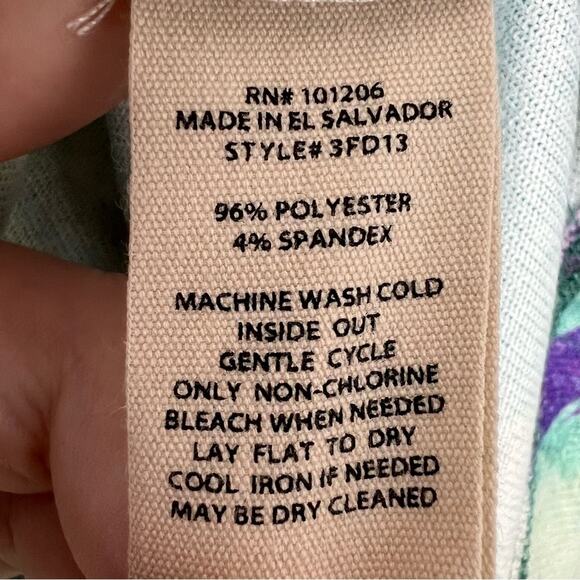 RN# 101206
MADE IN EL SALVADOR
STYLE# 3FD13
96% POLYESTER
4% SPANDEX
MACHINE WASH COLD
INSIDE OUT
GENTLE CYCLE
ONLY NON-CHLORINE
BLEACH WHEN NEEDED
LAY FLAT TO DRY
COOL IRON IF NEEDED
MAY BE DRY CLEANED